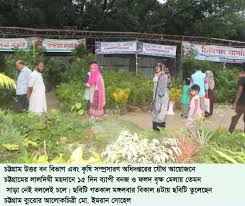 চট্টগ্রাম উত্তর বন বিভাগ এবং কৃষি সম্প্রসারণ অধিদপ্তরের যৌথ আয়োজনে
চট্টগ্রামের লালদিঘী ময়দানে ১৫ দিন ব্যাপী বনজ ও ফলদ বৃক্ষ মেলায় তেমন
সাড়া নেই বললেই চলে। ছবিটি গতকাল মঙ্গলবার বিকাল ৪টায় ছবিটি তুলেছেন
চট্টগ্রাম ব্যুরোর আলোকচিত্রী মো. ইমরান সোহেল